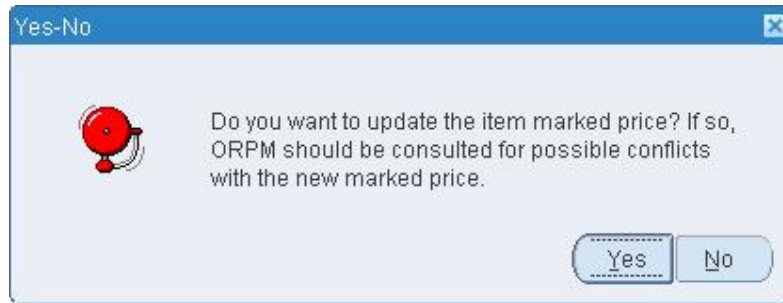 Yes-No
Do you want to update the item marked price? If so,
ORPM should be consulted for possible conflicts
with the new marked price.
Yes No